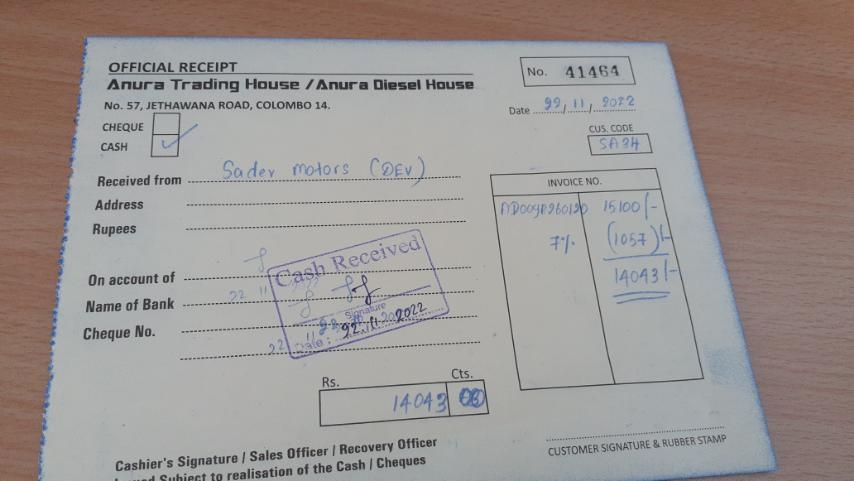 OFFICIAL RECEIPT
Anura Trading House / Anura Diesel House
No. 57, JETHAWANA ROAD, COLOMBO 14.
No. 41464
Date 22/11/2022
CHEQUE
CASH ✓
CUS. CODE
SA34
Received from Sadev motors (DEV)
Address
Rupees
On account of
Name of Bank
Cheque No.
INVOICE NO.
15100/-
7% (1057)/-
14043/-
Cash Received
Signature
Date: 22/11/2022
Rs. Cts.
14043 00
Cashier's Signature / Sales Officer / Recovery Officer
Subject to realisation of the Cash / Cheques
CUSTOMER SIGNATURE & RUBBER STAMP